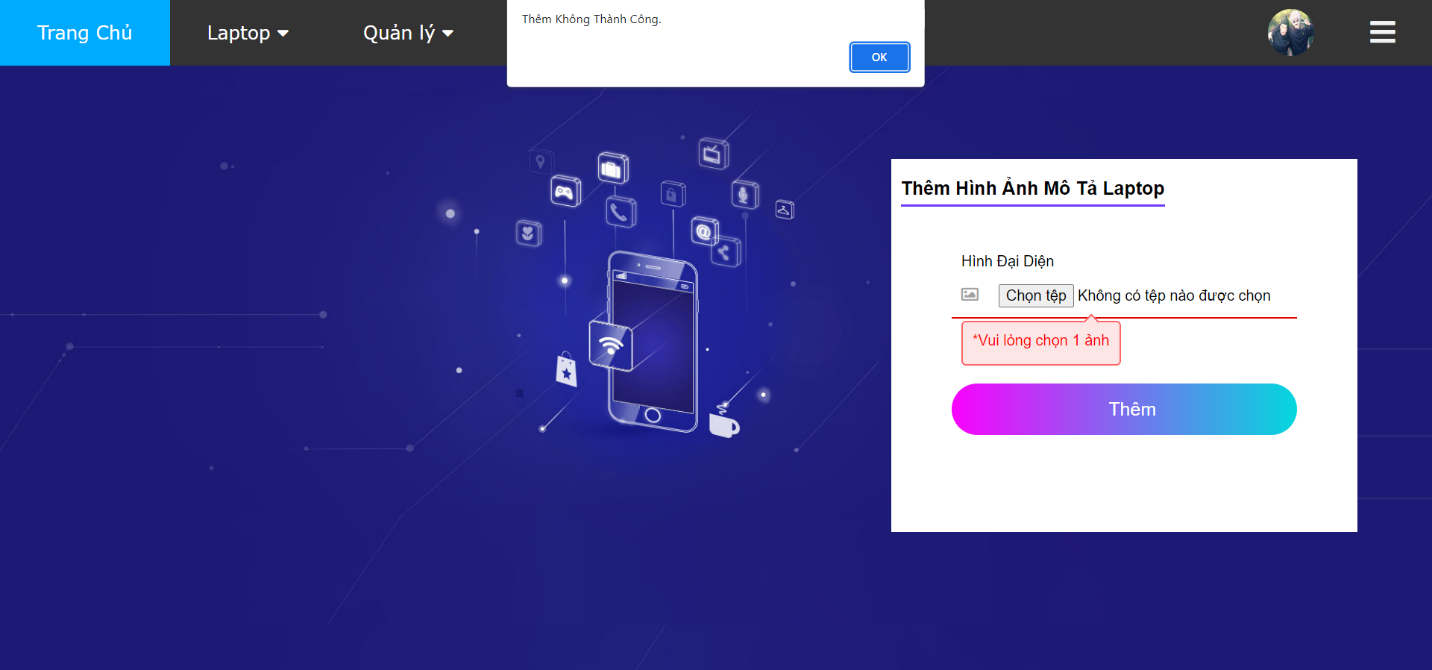 Trang Chủ
Laptop
Quản lý
Thêm Không Thành Công.
OK
Thêm Hình Ảnh Mô Tả Laptop
Hình Đại Diện
Chọn tệp Không có tệp nào được chọn
*Vui lòng chọn 1 ảnh
Thêm